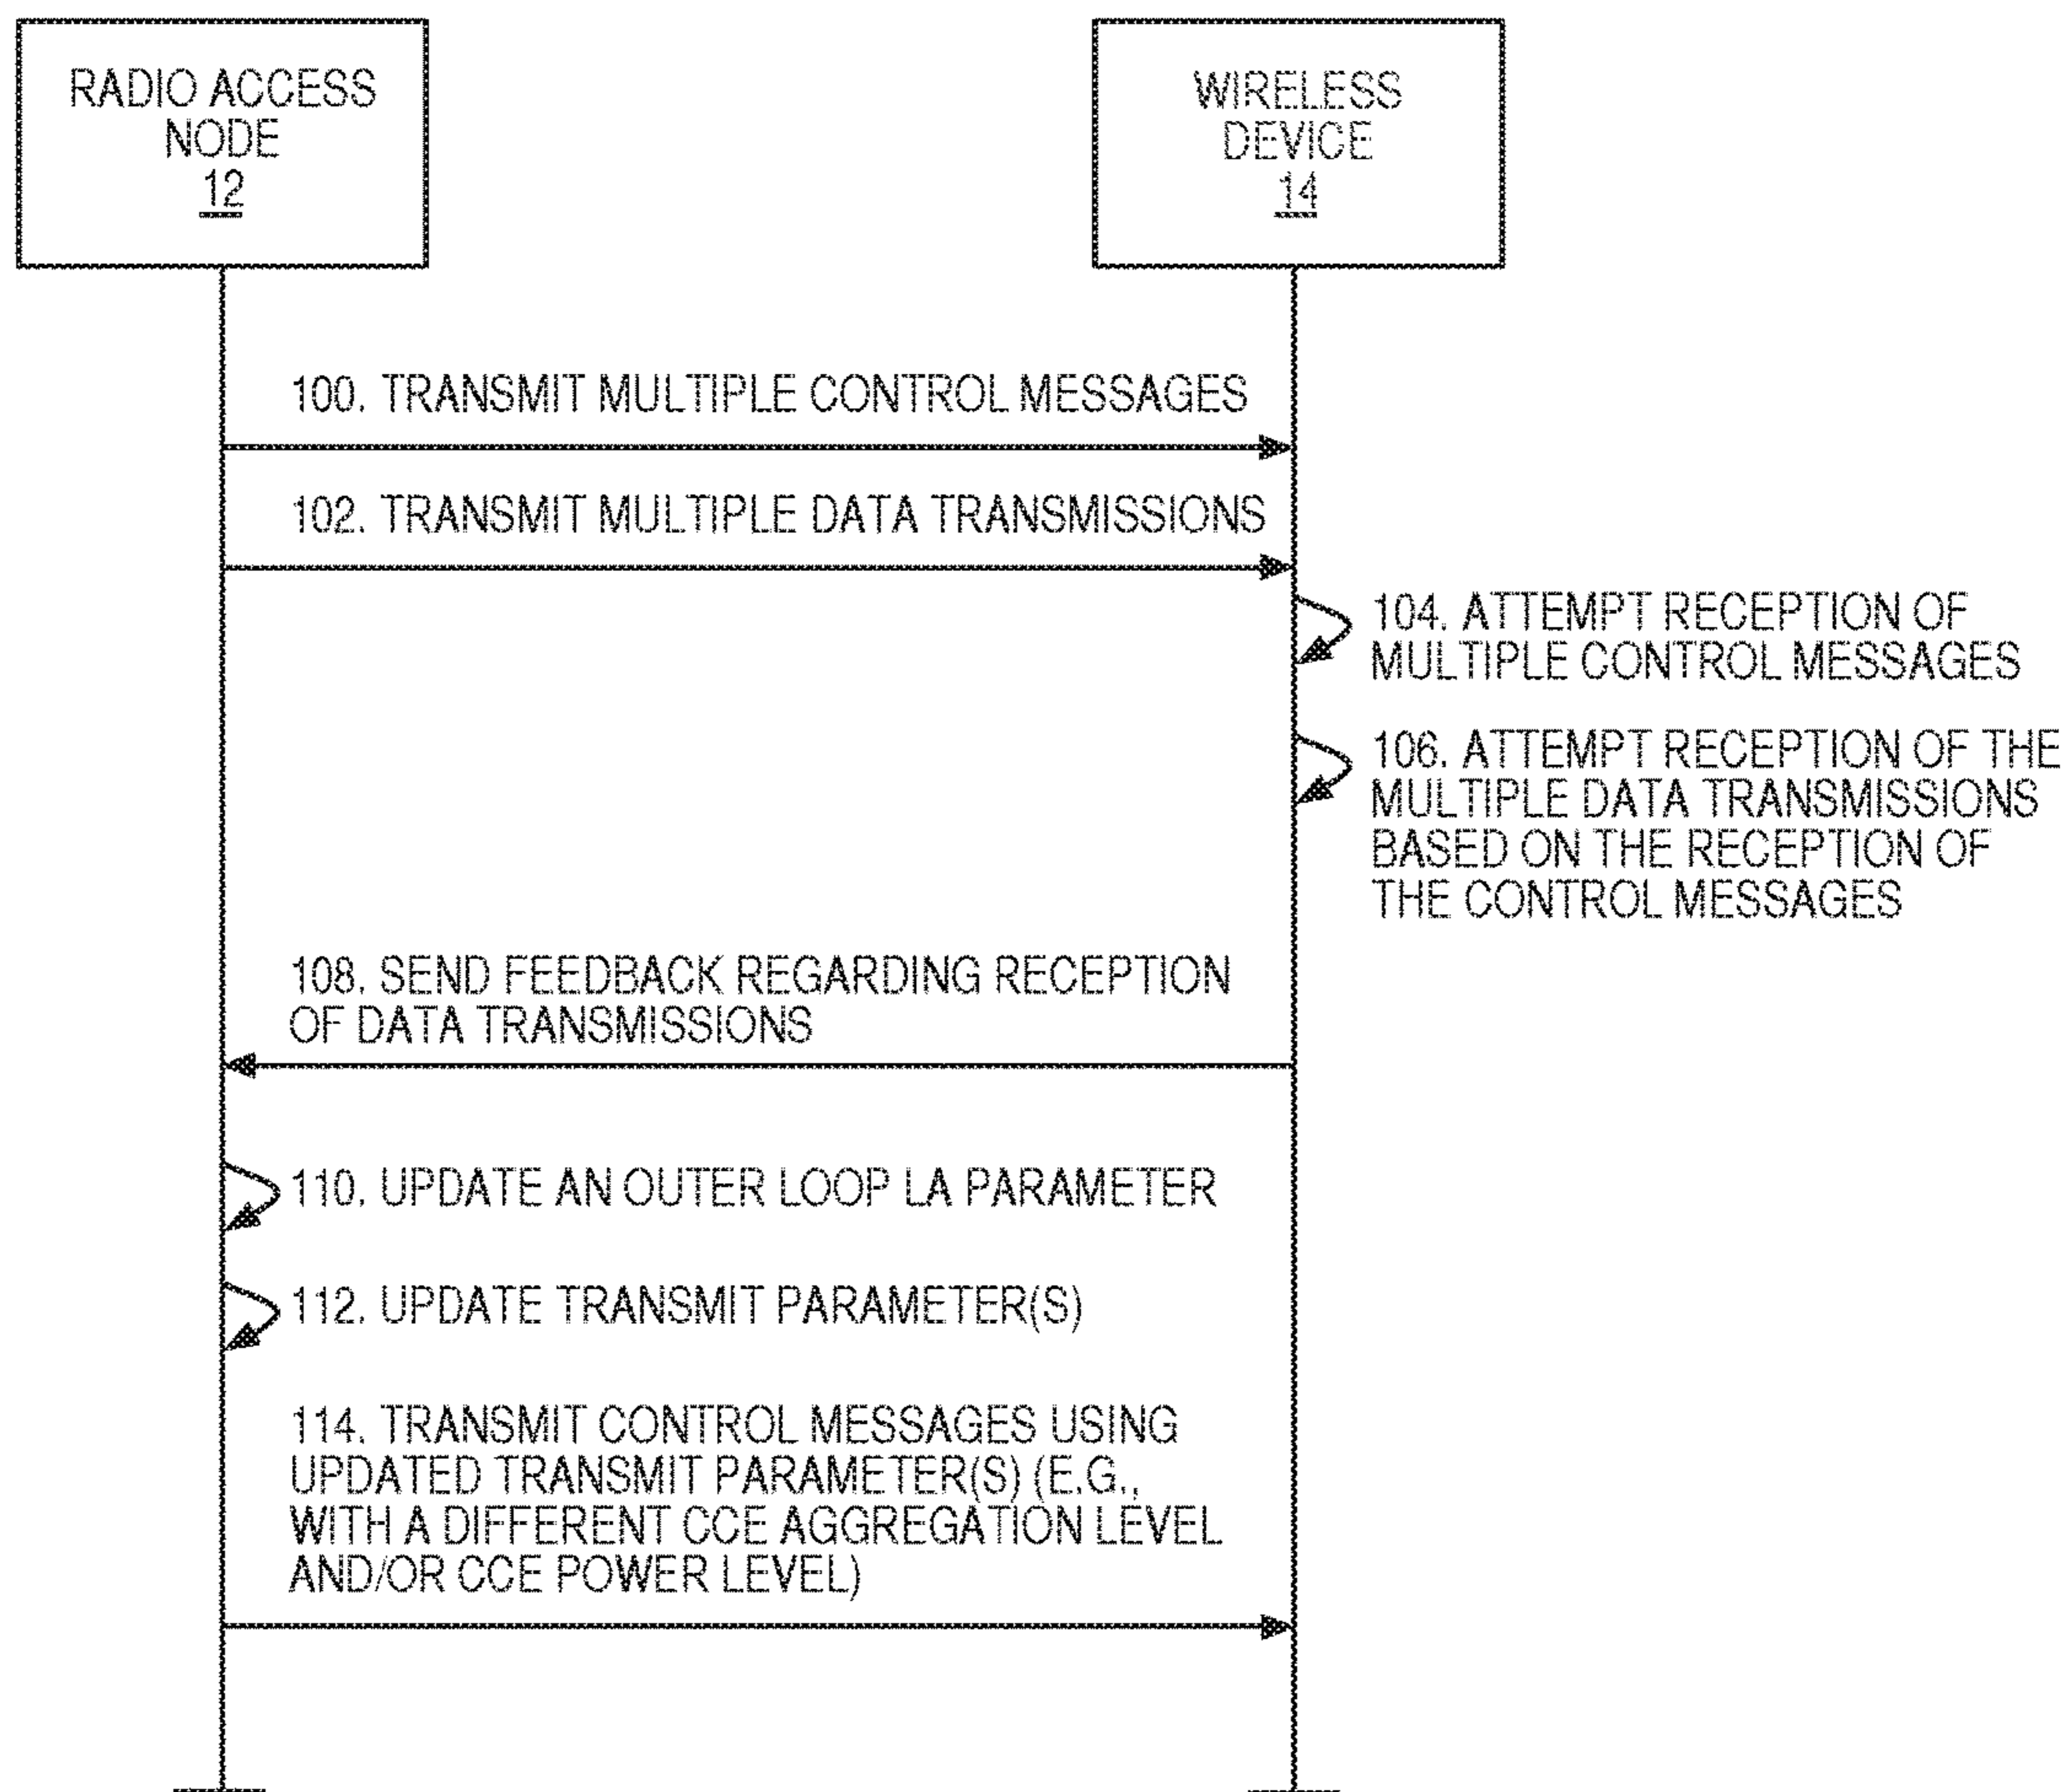 RADIO ACCESS
NODE
12
WIRELESS
DEVICE
14
100. TRANSMIT MULTIPLE CONTROL MESSAGES
102. TRANSMIT MULTIPLE DATA TRANSMISSIONS
104. ATTEMPT RECEPTION OF
MULTIPLE CONTROL MESSAGES
106. ATTEMPT RECEPTION OF THE
MULTIPLE DATA TRANSMISSIONS
BASED ON THE RECEPTION OF
THE CONTROL MESSAGES
108. SEND FEEDBACK REGARDING RECEPTION
OF DATA TRANSMISSIONS
110. UPDATE AN OUTER LOOP LA PARAMETER
112. UPDATE TRANSMIT PARAMETER(S)
114. TRANSMIT CONTROL MESSAGES USING
UPDATED TRANSMIT PARAMETER(S) (E.G.,
WITH A DIFFERENT CCE AGGREGATION LEVEL
AND/OR CCE POWER LEVEL)